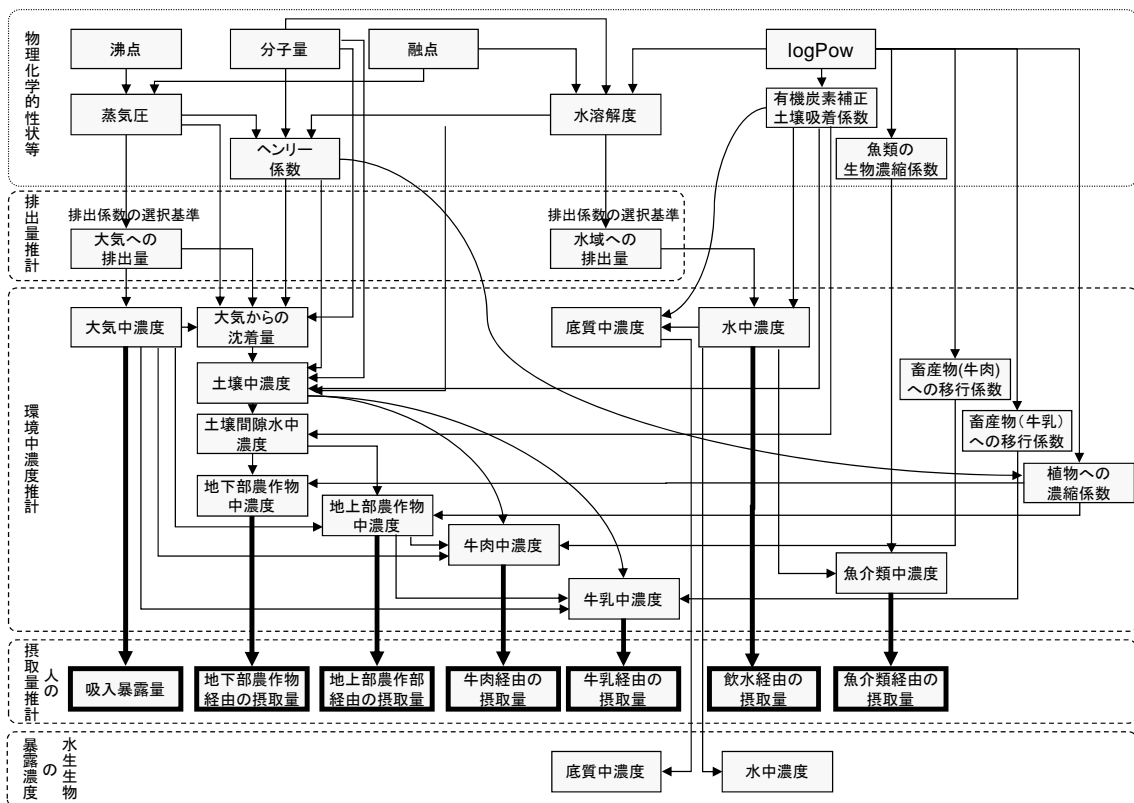 物理化学的性状等
沸点
分子量
融点
logPow
蒸気圧
水溶解度
有機炭素補正
土壌吸着係数
ヘンリー
係数
魚類の
生物濃縮係数
排出量推計
排出係数の選択基準
大気への
排出量
排出係数の選択基準
水域への
排出量
環境中濃度推計
大気中濃度
大気からの
沈着量
底質中濃度
水中濃度
土壌中濃度
畜産物(牛肉)
への移行係数
土壌間隙水中
濃度
畜産物(牛乳)
への移行係数
地下部農作物
中濃度
植物への
濃縮係数
地上部農作物
中濃度
牛肉中濃度
魚介類中濃度
牛乳中濃度
人の
摂取量推計
吸入暴露量
地下部農作物
経由の摂取量
地上部農作部
経由の摂取量
牛肉経由の
摂取量
牛乳経由の
摂取量
飲水経由の
摂取量
魚介類経由の
摂取量
水生生物
の
暴露濃度
底質中濃度
水中濃度